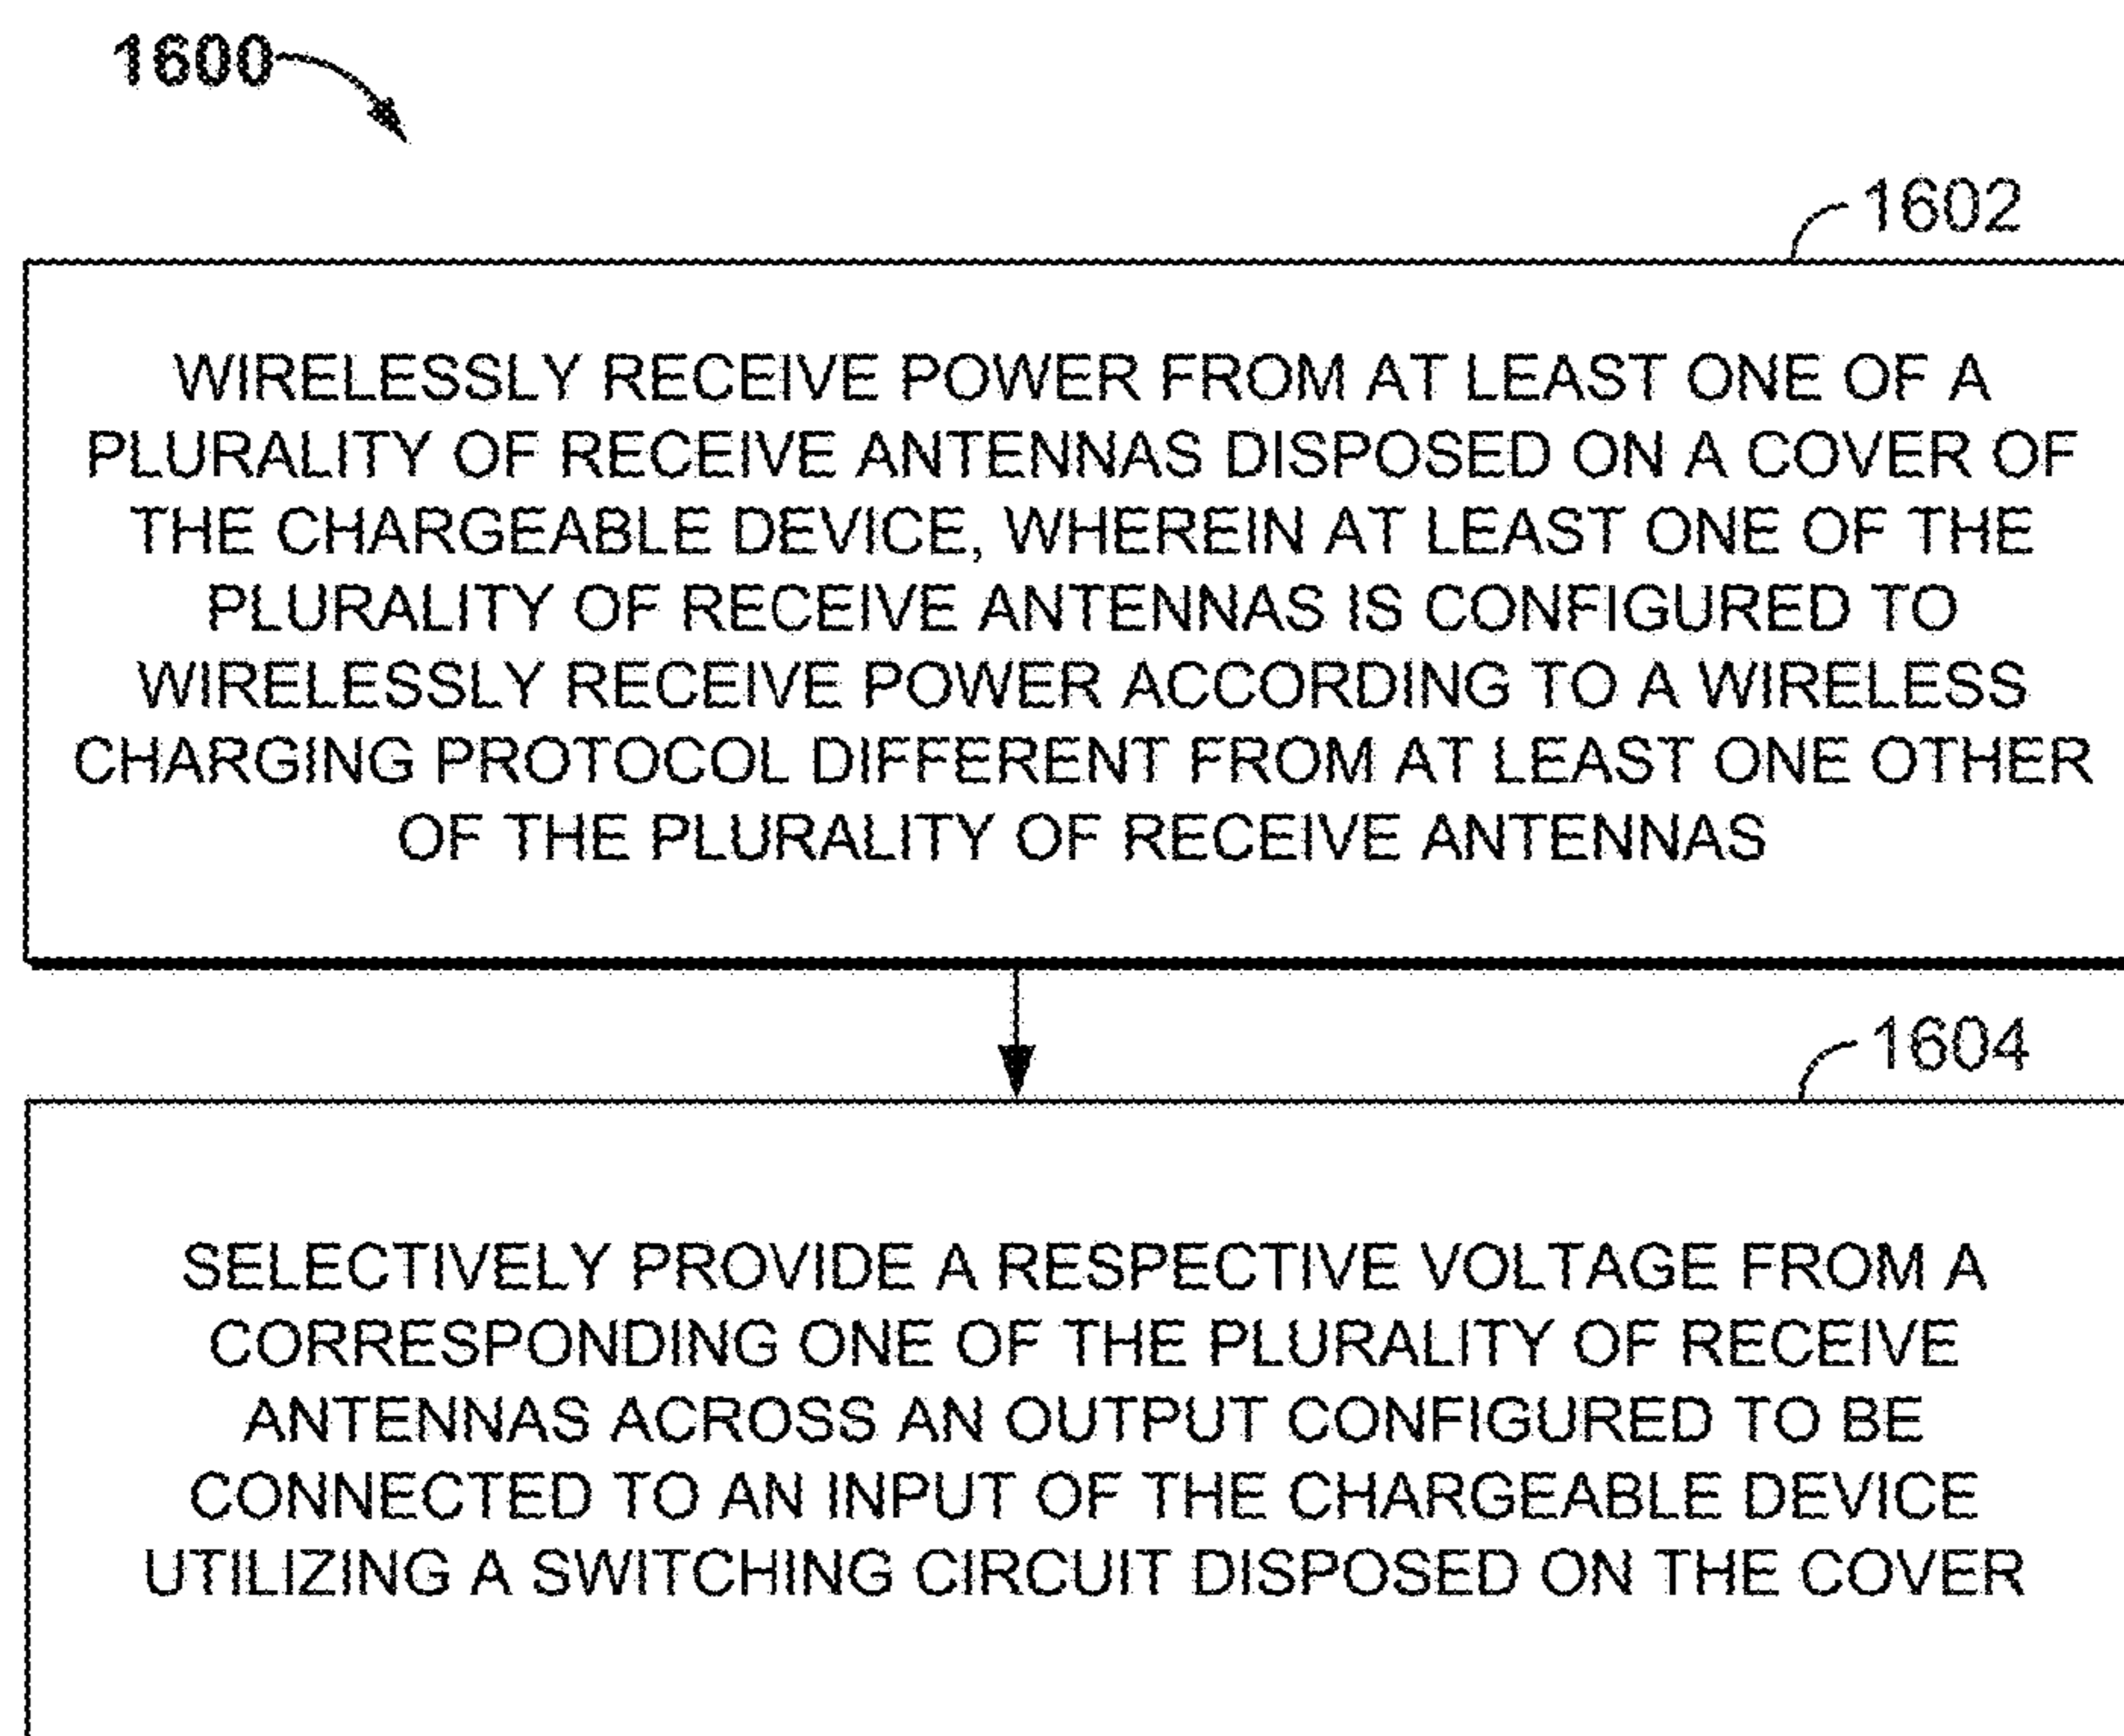 1600
1602
WIRELESSLY RECEIVE POWER FROM AT LEAST ONE OF A
PLURALITY OF RECEIVE ANTENNAS DISPOSED ON A COVER OF
THE CHARGEABLE DEVICE, WHEREIN AT LEAST ONE OF THE
PLURALITY OF RECEIVE ANTENNAS IS CONFIGURED TO
WIRELESSLY RECEIVE POWER ACCORDING TO A WIRELESS
CHARGING PROTOCOL DIFFERENT FROM AT LEAST ONE OTHER
OF THE PLURALITY OF RECEIVE ANTENNAS
1604
SELECTIVELY PROVIDE A RESPECTIVE VOLTAGE FROM A
CORRESPONDING ONE OF THE PLURALITY OF RECEIVE
ANTENNAS ACROSS AN OUTPUT CONFIGURED TO BE
CONNECTED TO AN INPUT OF THE CHARGEABLE DEVICE
UTILIZING A SWITCHING CIRCUIT DISPOSED ON THE COVER